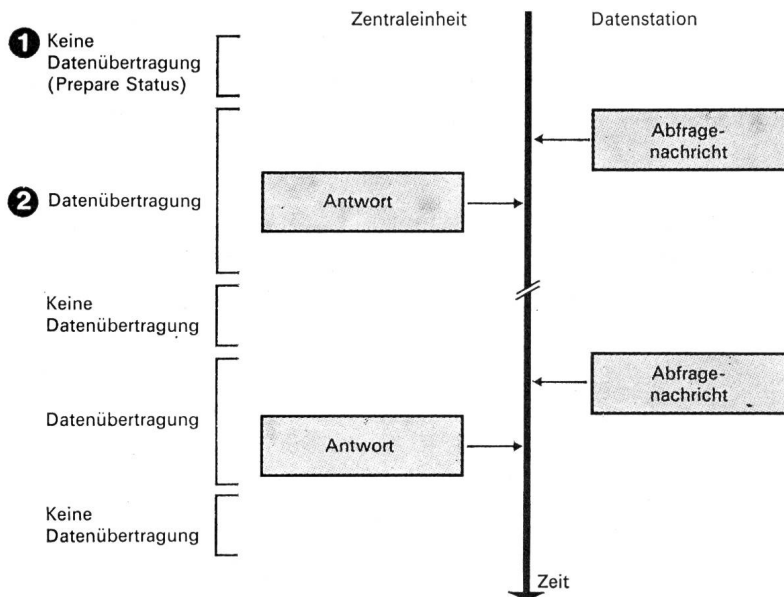 Zentraleinheit
Datenstation
1 Keine
Datenübertragung
(Prepare Status)
Abfrage-
nachricht
2 Datenübertragung
Antwort
Keine
Datenübertragung
Abfrage-
nachricht
Datenübertragung
Antwort
Keine
Datenübertragung
Zeit